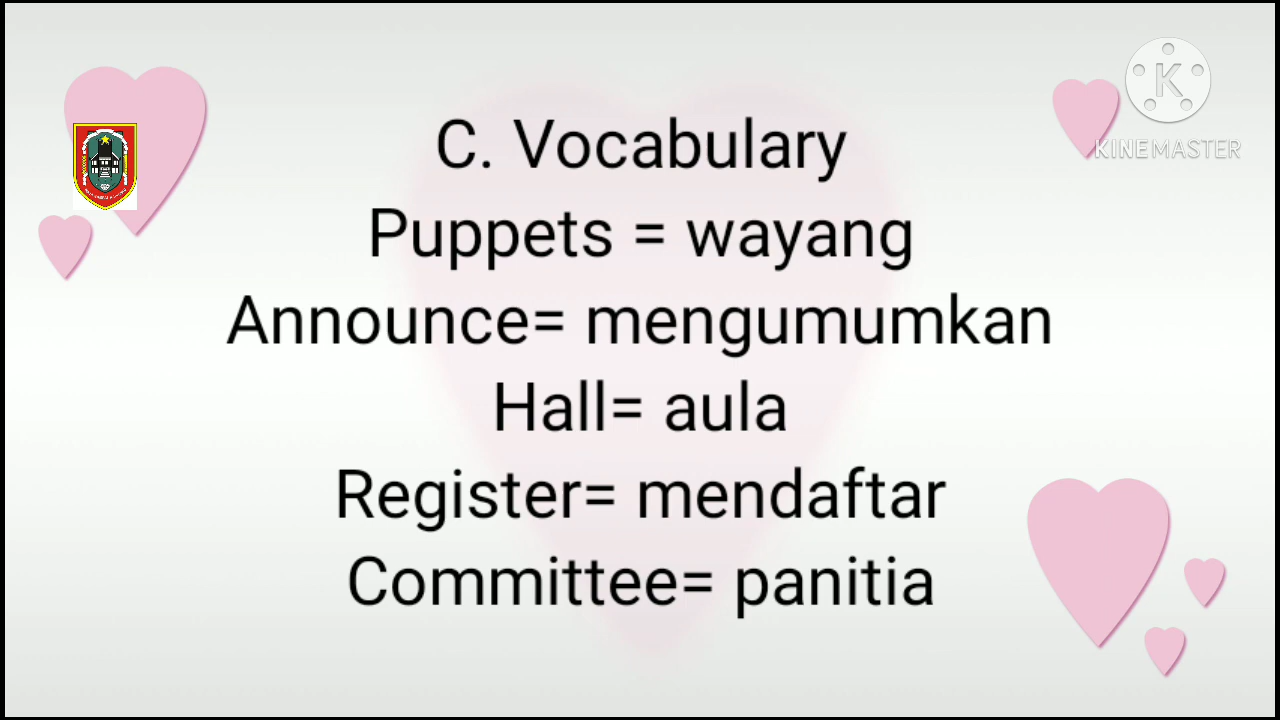 C. Vocabulary
Puppets = wayang
Announce= mengumumkan
Hall= aula
Register= mendaftar
Committee= panitia
KINEMASTER